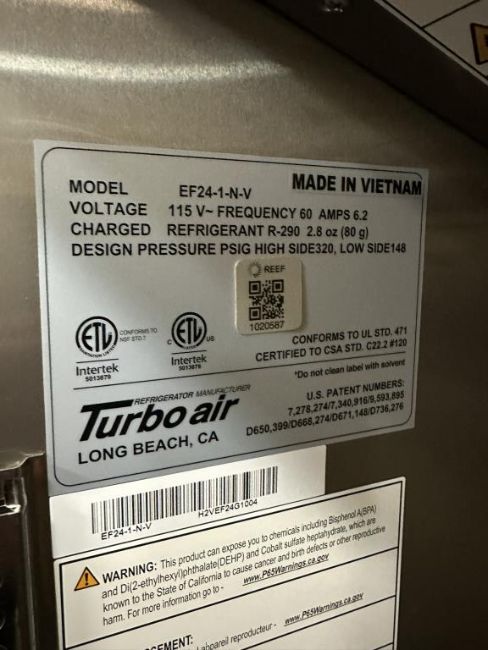 MODEL EF24-1-N-V MADE IN VIETNAM
VOLTAGE 115 V~ FREQUENCY 60 AMPS 6.2
CHARGED REFRIGERANT R-290 2.8 oz (80 g)
DESIGN PRESSURE PSIG HIGH SIDE320, LOW SIDE148
REEF
1020587
ETL
CONFORMS TO
NSF STD.7
Intertek
5013679
C ETL US
Intertek
5013679
CONFORMS TO UL STD. 471
CERTIFIED TO CSA STD. C22.2 #120
*Do not clean label with solvent
REFRIGERATOR MANUFACTURER
Turbo air
LONG BEACH, CA
U.S. PATENT NUMBERS:
7,278,274/7,340,916/9,593,895
D650,399/D668,274/D671,148/D736,276
EF24-1-N-V H2VEF24G1004
WARNING: This product can expose you to chemicals including Bisphenol A(BPA)
and Di(2-ethylhexyl)phthalate(DEHP) and Cobalt sulfate heptahydrate, which are
known to the State of California to cause cancer and birth defects or other reproductive
harm. For more information go to - www.P65Warnings.ca.gov
appareil reproducteur - www.P65Warnings.ca.gov